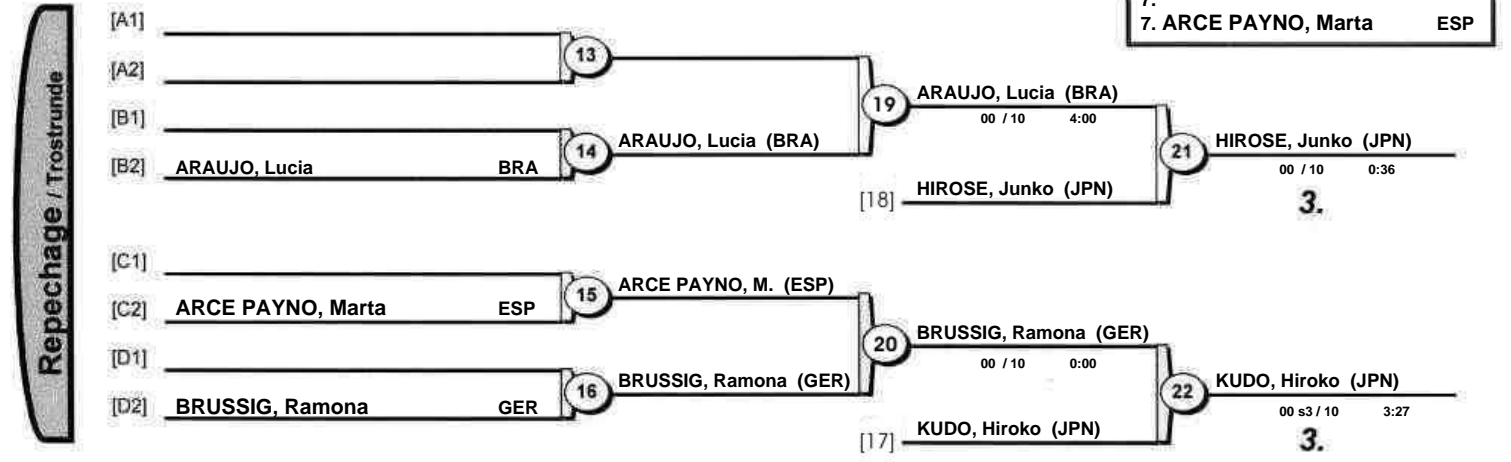 7.
7. ARCE PAYNO, Marta ESP
Repechage / Trostrunde
[A1]
13
[A2]
19
ARAUJO, Lucia (BRA)
00 / 10 4:00
[B1]
14
ARAUJO, Lucia (BRA)
21
HIROSE, Junko (JPN)
00 / 10 0:36
3.
[B2] ARAUJO, Lucia BRA
[18] HIROSE, Junko (JPN)
[C1]
15
ARCE PAYNO, M. (ESP)
[C2] ARCE PAYNO, Marta ESP
20
BRUSSIG, Ramona (GER)
00 / 10 0:00
[D1]
16
BRUSSIG, Ramona (GER)
22
KUDO, Hiroko (JPN)
00 s3 / 10 3:27
3.
[D2] BRUSSIG, Ramona GER
[17] KUDO, Hiroko (JPN)